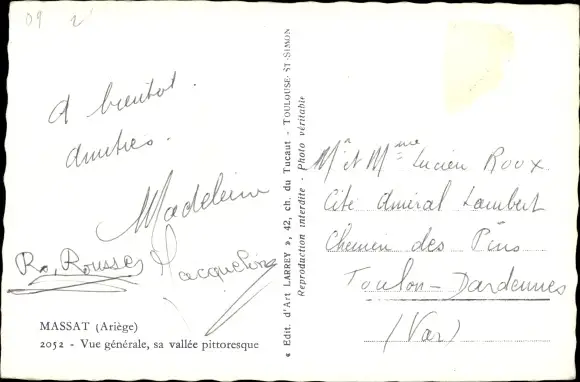 09 2
A bientot.
Amities.
Madeleine
Rousse
Jacqueline
MASSAT (Ariège)
2052 - Vue générale, sa vallée pittoresque
« Edit. d'Art LARREY », 42, ch. du Tucaut - TOULOUSE-ST-SIMON
Reproduction interdite - Photo véritable
Mr et Mme Lucien Roux
Cité Amiral Lambert
Chemin des Pins
Toulon-Dardennes
(Var)